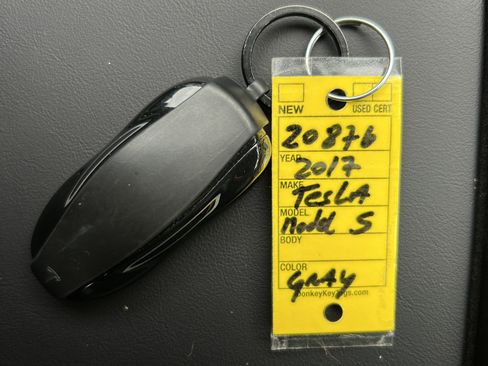 NEW USED CERT
20876
YEAR 2017
MAKE TesLA
MODEL Model S
BODY
COLOR GRAY
DonkeyKeyTags.com